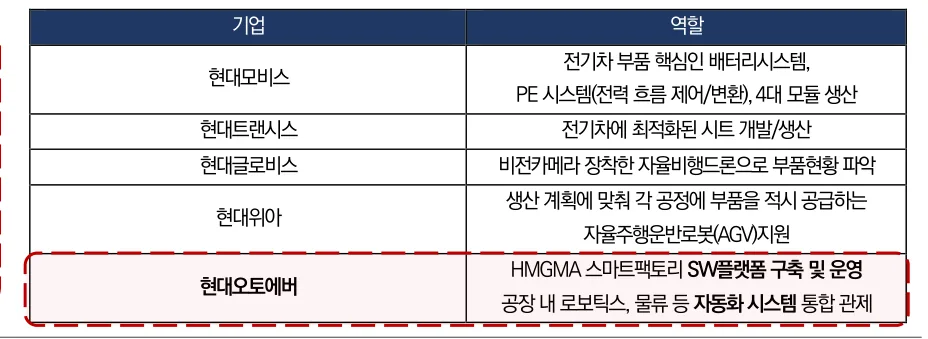 기업 역할
현대모비스 전기차 부품 핵심인 배터리시스템,
PE 시스템(전력 흐름 제어/변환), 4대 모듈 생산
현대트랜시스 전기차에 최적화된 시트 개발/생산
현대글로비스 비전카메라 장착한 자율비행드론으로 부품현황 파악
현대위아 생산 계획에 맞춰 각 공정에 부품을 적시 공급하는
자율주행운반로봇(AGV)지원
현대오토에버 HMGMA 스마트팩토리 SW플랫폼 구축 및 운영
공장 내 로보틱스, 물류 등 자동화 시스템 통합 관제